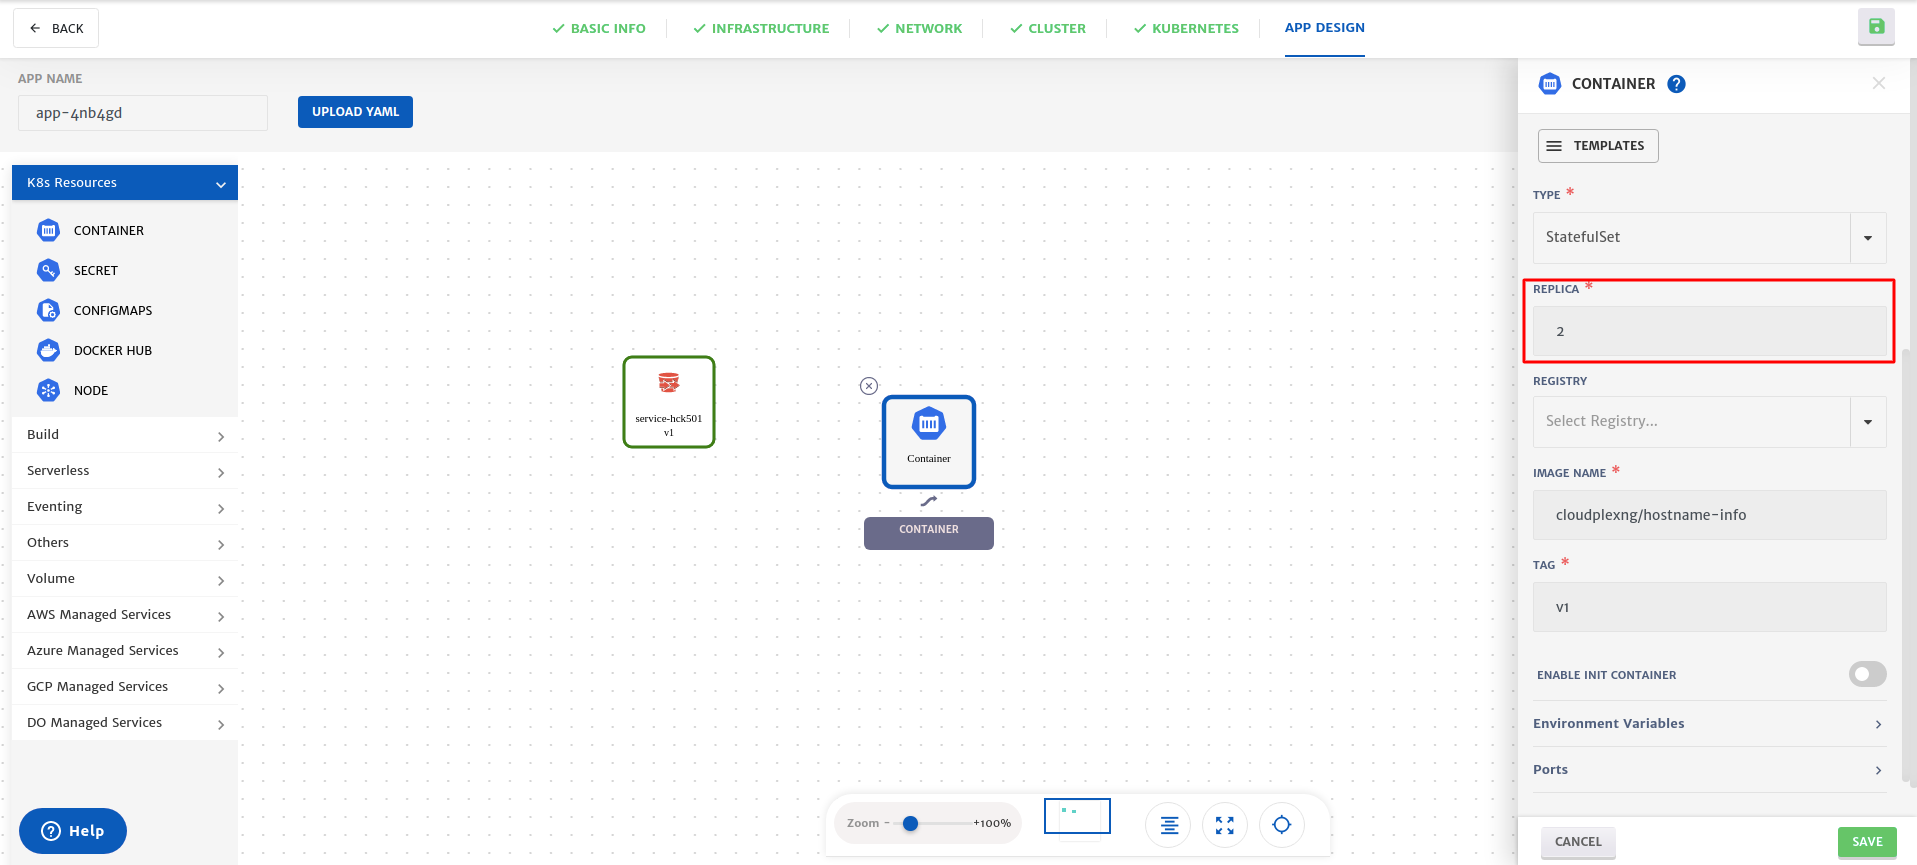 BACK
BASIC INFO
INFRASTRUCTURE
NETWORK
CLUSTER
KUBERNETES
APP DESIGN
APP NAME
app-4nb4gd
UPLOAD YAML
K8s Resources
CONTAINER
SECRET
CONFIGMAPS
DOCKER HUB
NODE
Build
Serverless
Eventing
Others
Volume
AWS Managed Services
Azure Managed Services
GCP Managed Services
DO Managed Services
? Help
service-hck501
v1
Container
CONTAINER
Zoom - +100%
CONTAINER ?
TEMPLATES
TYPE *
StatefulSet
REPLICA *
2
REGISTRY
Select Registry...
IMAGE NAME *
cloudplexng/hostname-info
TAG *
v1
ENABLE INIT CONTAINER
Environment Variables
Ports
CANCEL
SAVE